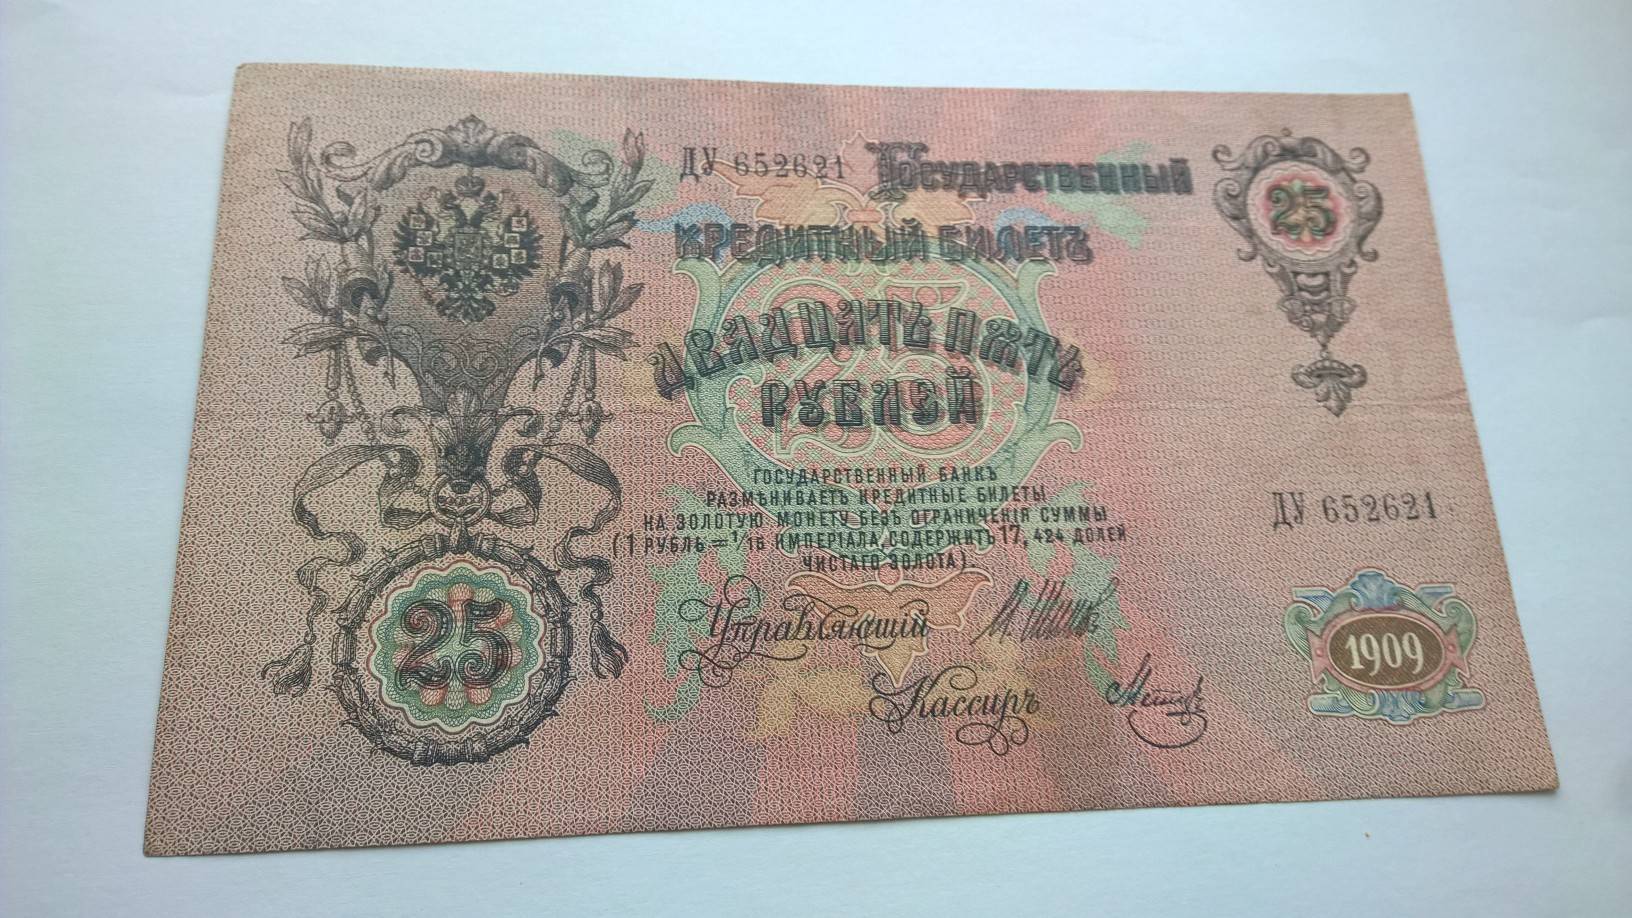 ДУ 652621 Государственный
25
Кредитный Билетъ
Двадцать пять
рублей
Государственный Банкъ
размѣниваетъ кредитные билеты
на золотую монету безъ ограниченія суммы
(1 рубль = 1/15 имперіала, содержитъ 17,424 долей
чистаго золота).
ДУ 652621
25
Управляющій
Кассиръ
1909